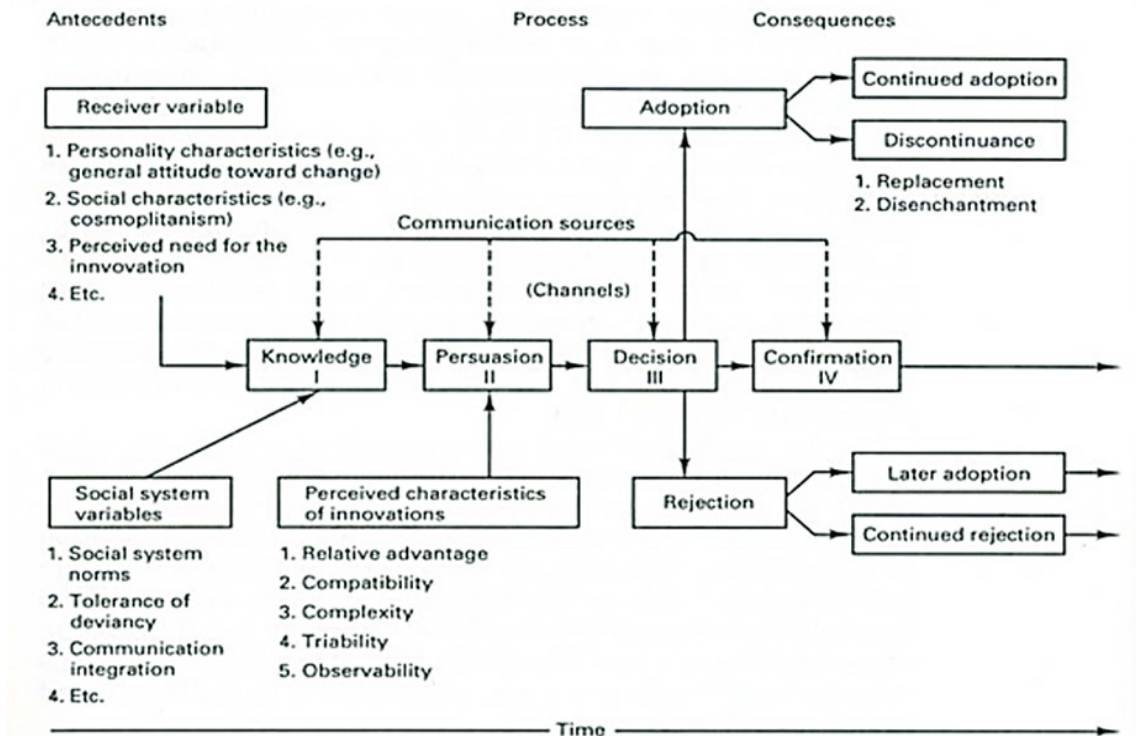 Antecedents
Process
Consequences
Receiver variable
1. Personality characteristics (e.g.,
general attitude toward change)
2. Social characteristics (e.g.,
cosmoplitanism)
3. Perceived need for the
innvovation
4. Etc.
Adoption
Continued adoption
Discontinuance
1. Replacement
2. Disenchantment
Communication sources
(Channels)
Knowledge
I
Persuasion
II
Decision
III
Confirmation
IV
Social system
variables
1. Social system
norms
2. Tolerance of
deviancy
3. Communication
integration
4. Etc.
Perceived characteristics
of innovations
1. Relative advantage
2. Compatibility
3. Complexity
4. Triability
5. Observability
Rejection
Later adoption
Continued rejection
Time